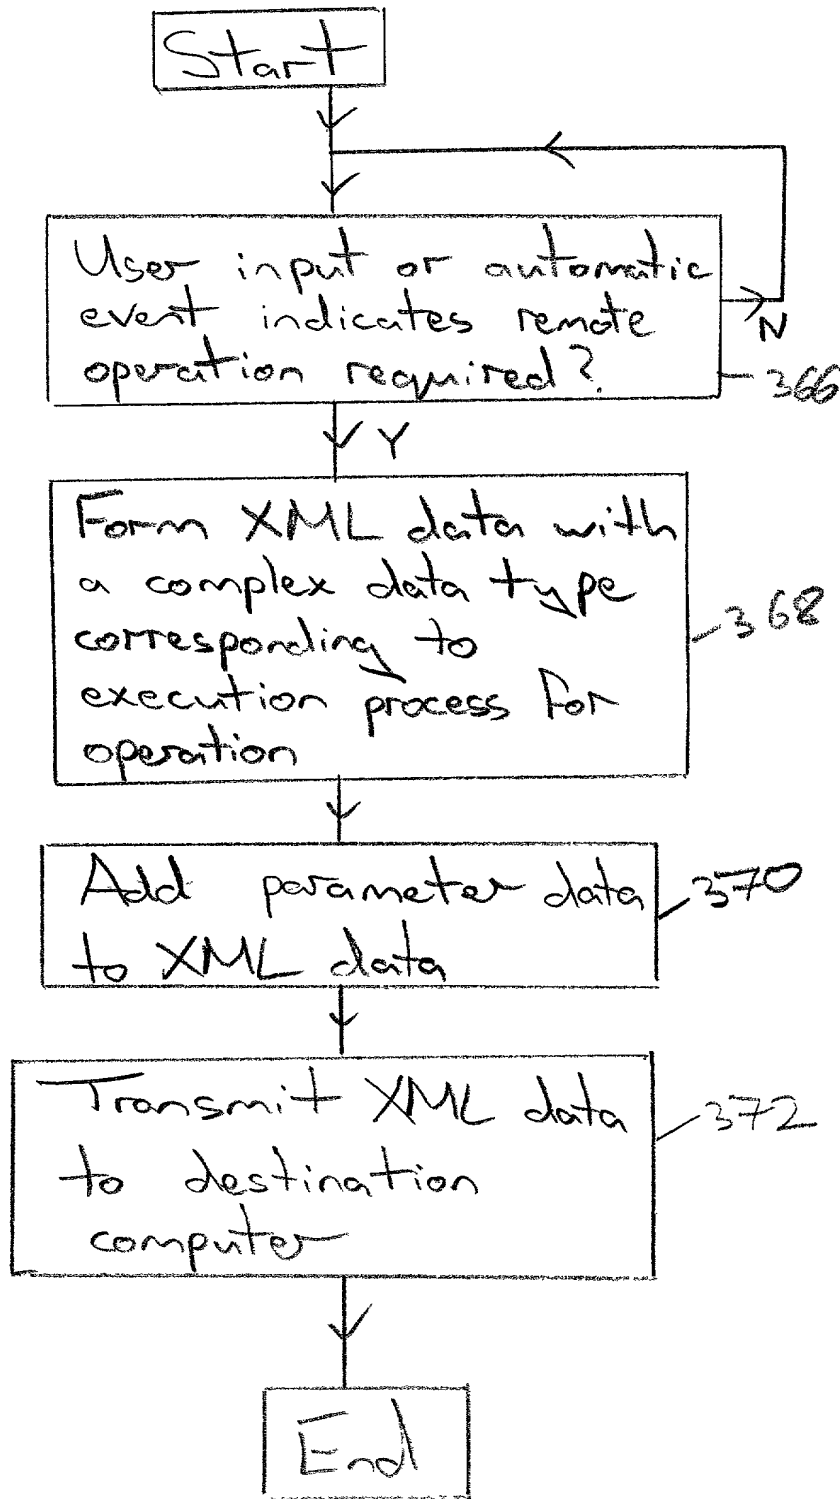 Start
User input or automatic
event indicates remote
operation required?
N
366
Y
Form XML data with
a complex data type
corresponding to
execution process for
operation
368
Add parameter data
to XML data
370
Transmit XML data
to destination
computer
372
End